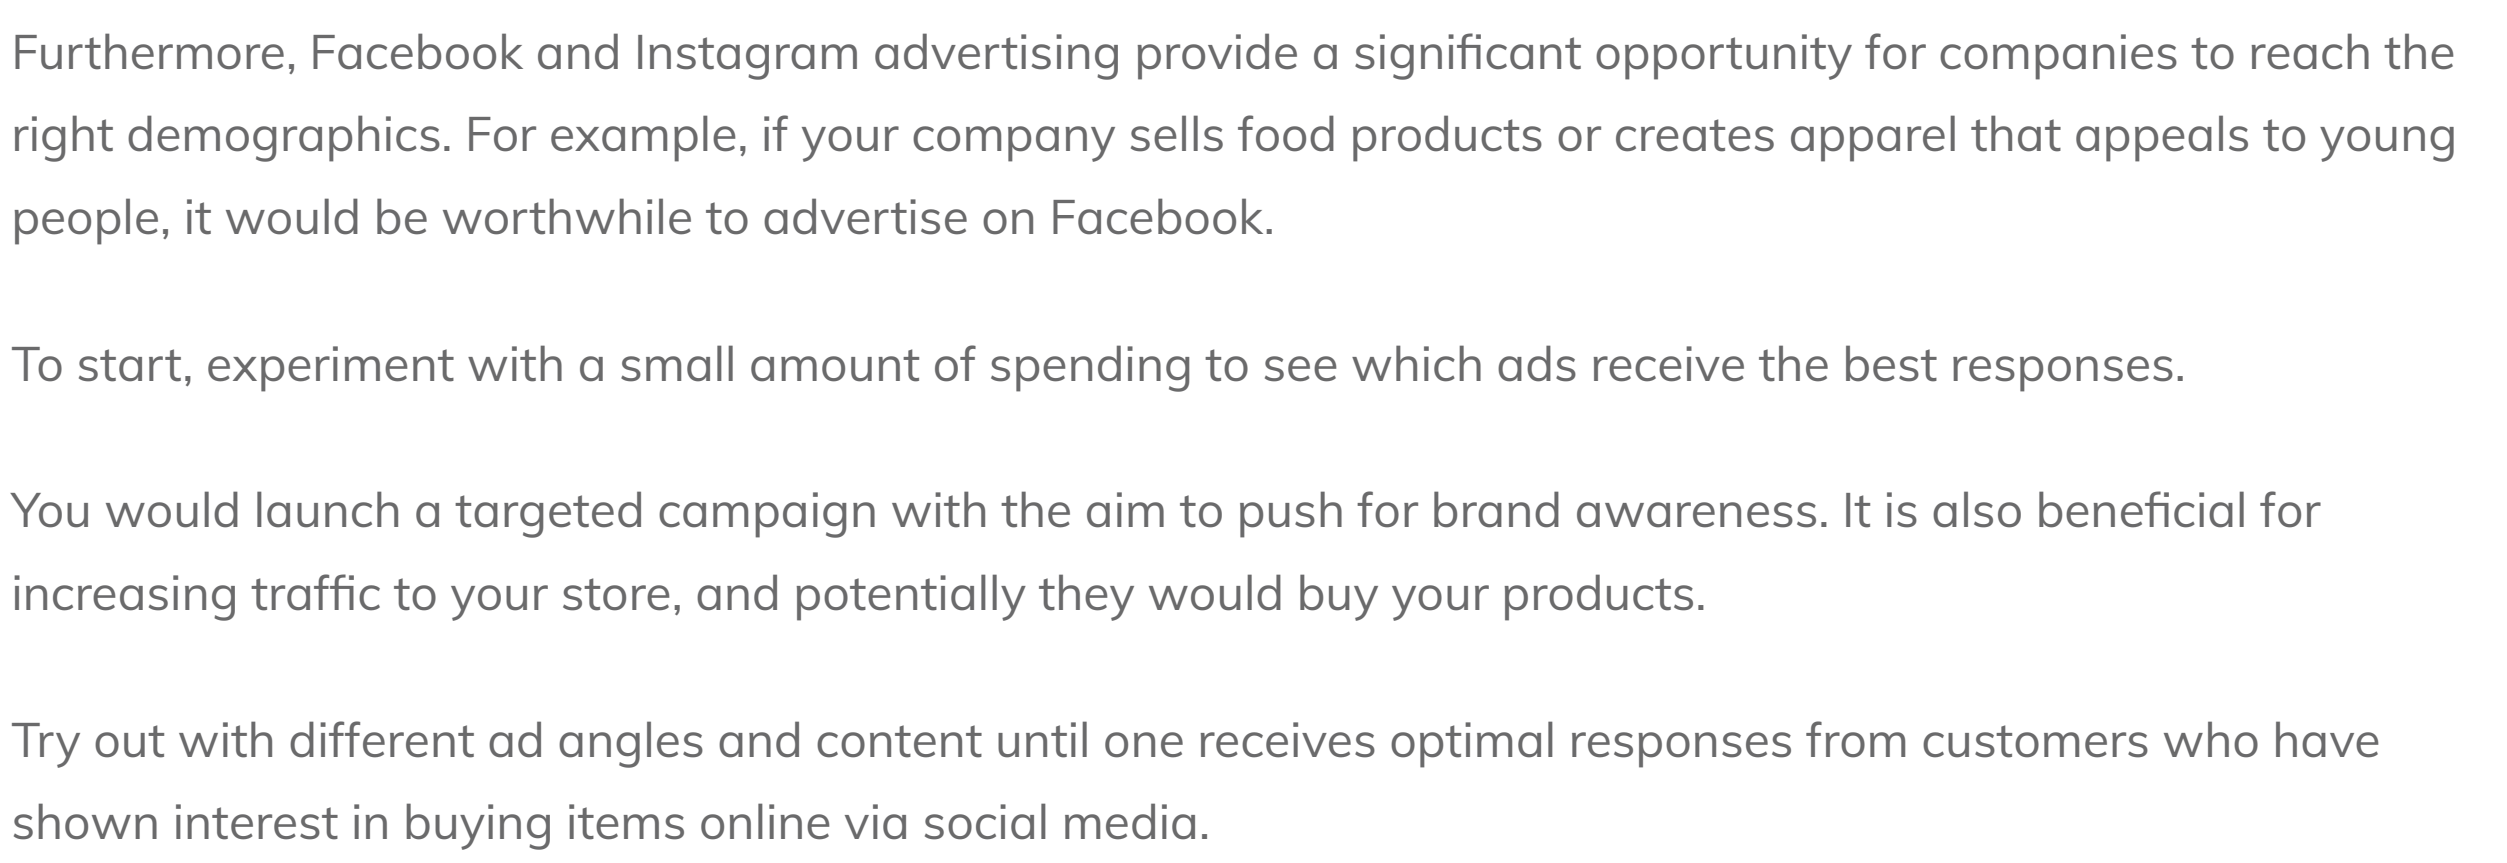 Furthermore, Facebook and Instagram advertising provide a significant opportunity for companies to reach the
right demographics. For example, if your company sells food products or creates apparel that appeals to young
people, it would be worthwhile to advertise on Facebook.
To start, experiment with a small amount of spending to see which ads receive the best responses.
You would launch a targeted campaign with the aim to push for brand awareness. It is also beneficial for
increasing traffic to your store, and potentially they would buy your products.
Try out with different ad angles and content until one receives optimal responses from customers who have
shown interest in buying items online via social media.